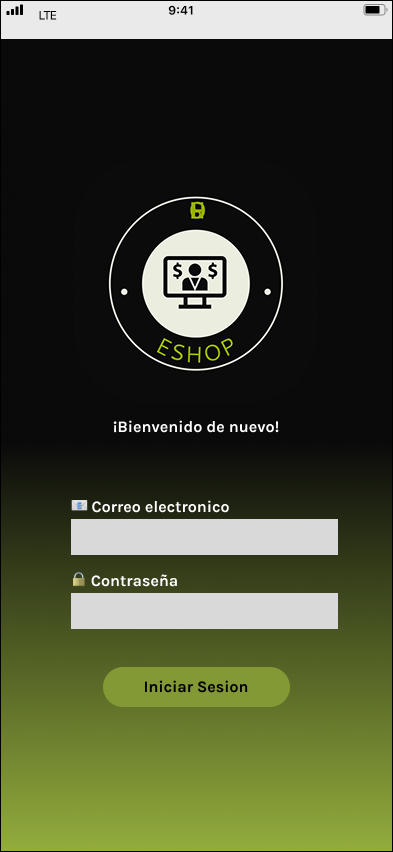 LTE 9:41
$ $
ESHOP
¡Bienvenido de nuevo!
📧 Correo electronico
🔒 Contraseña
Iniciar Sesion